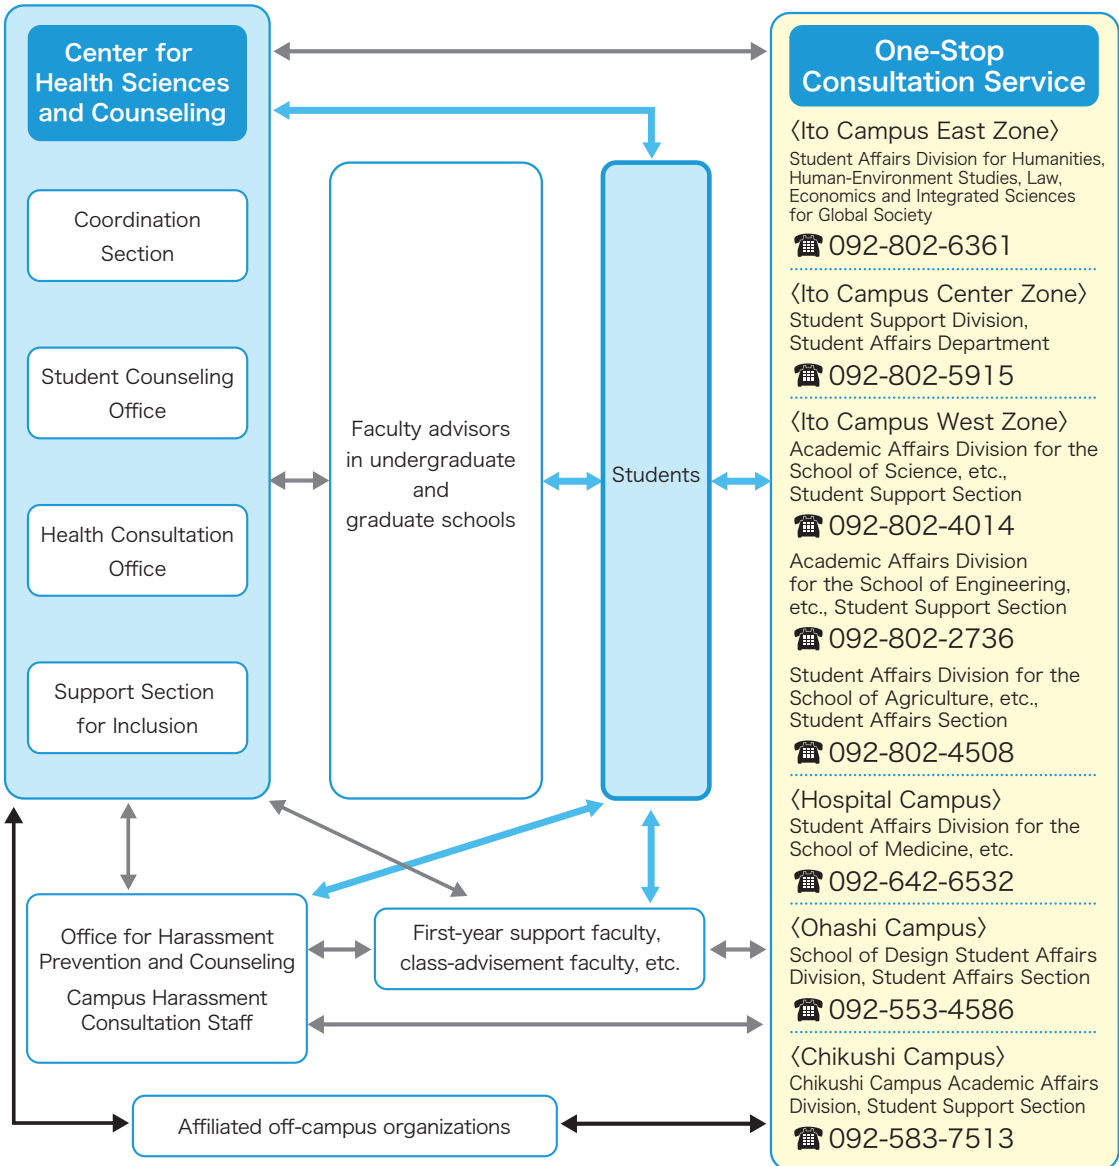 Center for
Health Sciences
and Counseling
Coordination
Section
Student Counseling
Office
Health Consultation
Office
Support Section
for Inclusion
Faculty advisors
in undergraduate
and
graduate schools
Students
Office for Harassment
Prevention and Counseling
Campus Harassment
Consultation Staff
First-year support faculty,
class-advisement faculty, etc.
Affiliated off-campus organizations
One-Stop
Consultation Service
〈Ito Campus East Zone〉
Student Affairs Division for Humanities,
Human-Environment Studies, Law,
Economics and Integrated Sciences
for Global Society
☎ 092-802-6361
〈Ito Campus Center Zone〉
Student Support Division,
Student Affairs Department
☎ 092-802-5915
〈Ito Campus West Zone〉
Academic Affairs Division for the
School of Science, etc.,
Student Support Section
☎ 092-802-4014
Academic Affairs Division
for the School of Engineering,
etc., Student Support Section
☎ 092-802-2736
Student Affairs Division for the
School of Agriculture, etc.,
Student Affairs Section
☎ 092-802-4508
〈Hospital Campus〉
Student Affairs Division for the
School of Medicine, etc.
☎ 092-642-6532
〈Ohashi Campus〉
School of Design Student Affairs
Division, Student Affairs Section
☎ 092-553-4586
〈Chikushi Campus〉
Chikushi Campus Academic Affairs
Division, Student Support Section
☎ 092-583-7513